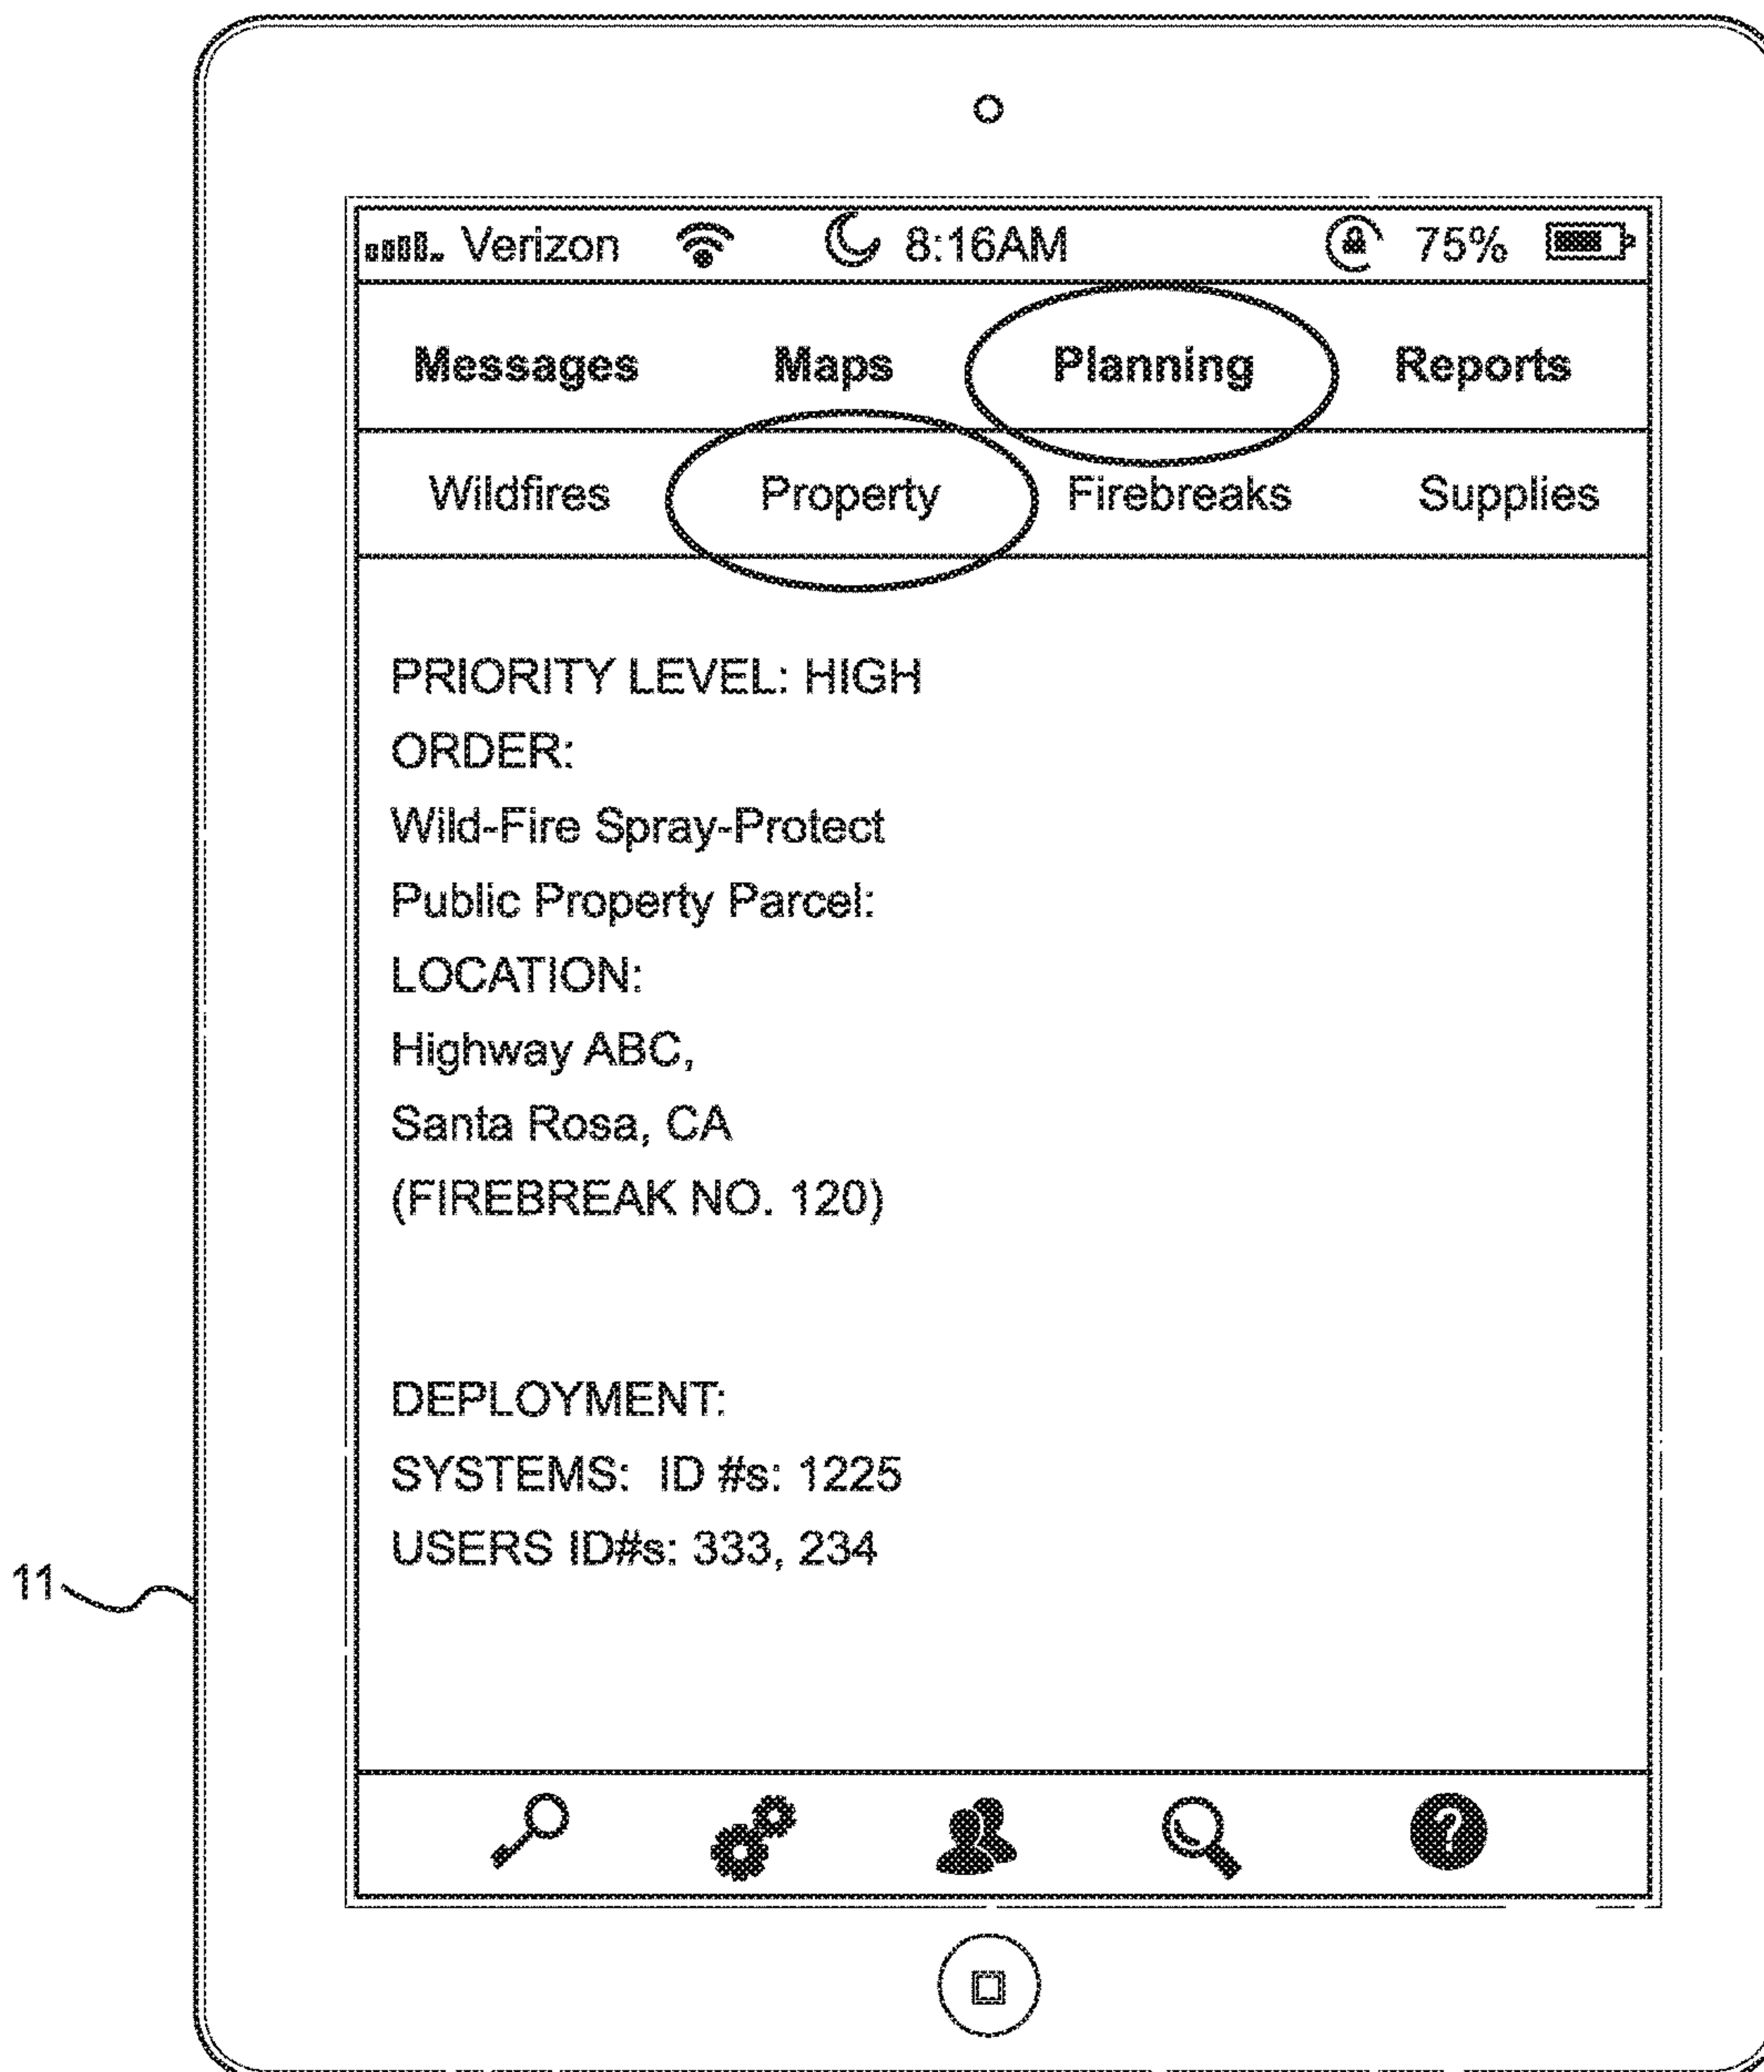 Verizon 8:16AM 75%
Messages Maps Planning Reports
Wildfires Property Firebreaks Supplies
PRIORITY LEVEL: HIGH
ORDER:
Wild-Fire Spray-Protect
Public Property Parcel:
LOCATION:
Highway ABC,
Santa Rosa, CA
(FIREBREAK NO. 120)
DEPLOYMENT:
SYSTEMS: ID #s: 1225
USERS ID#s: 333, 234
11
?